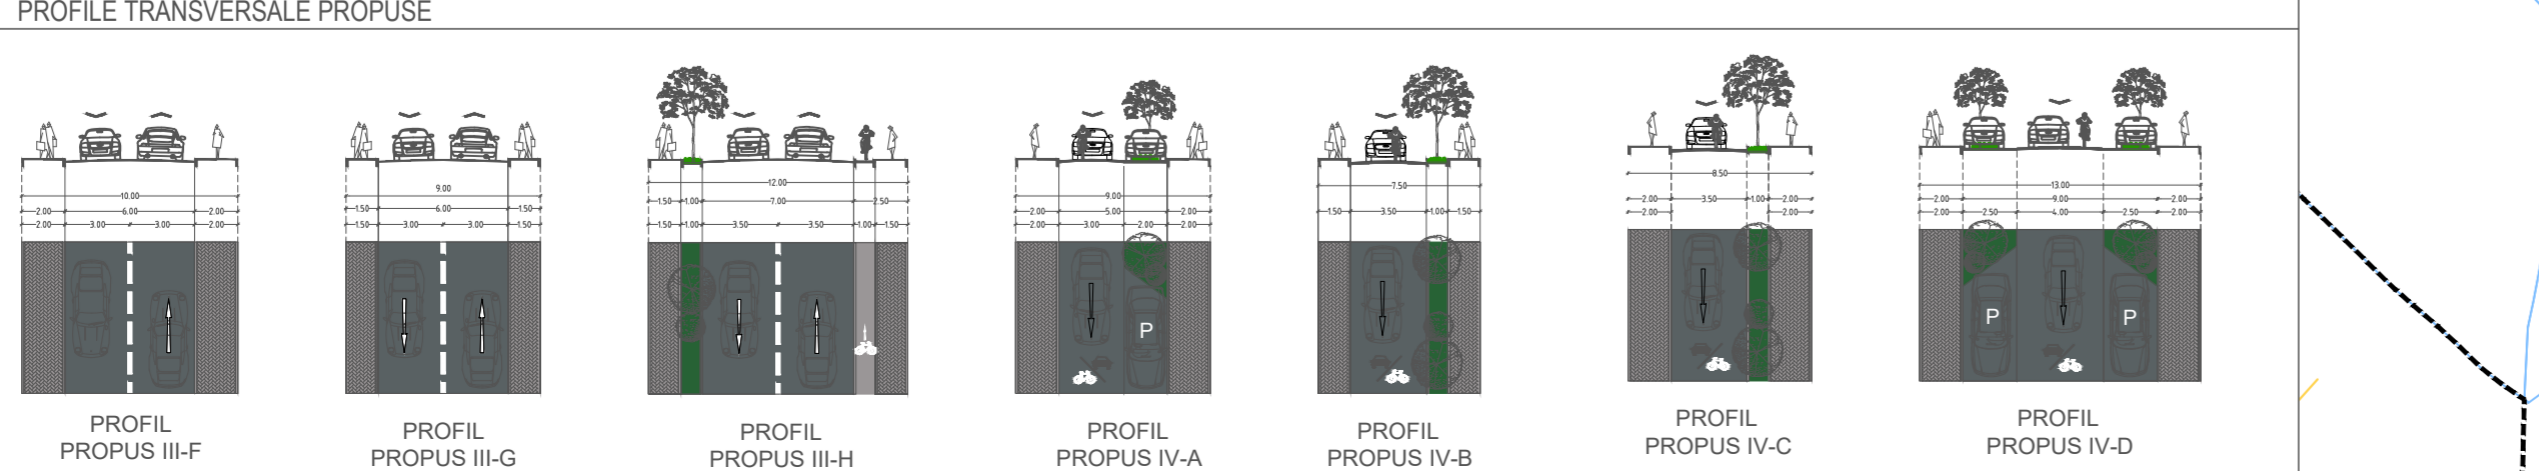 PROFILE TRANSVERSALE PROPUSE
10.00
2.00 6.00 2.00
2.00 3.00 3.00 2.00
PROFIL
PROPUS III-F
9.00
1.50 6.00 1.50
1.50 3.00 3.00 1.50
PROFIL
PROPUS III-G
12.00
1.50 1.00 7.00 2.50
1.50 1.00 3.50 3.50 1.00 1.50
PROFIL
PROPUS III-H
9.00
2.00 5.00 2.00
2.00 3.00 2.00 2.00
P
PROFIL
PROPUS IV-A
7.50
1.50 3.50 1.00 1.50
PROFIL
PROPUS IV-B
8.50
2.00 3.50 1.00 2.00
2.00 2.00
PROFIL
PROPUS IV-C
13.00
2.00 9.00 2.00
2.00 2.50 4.00 2.50 2.00
P P
PROFIL
PROPUS IV-D